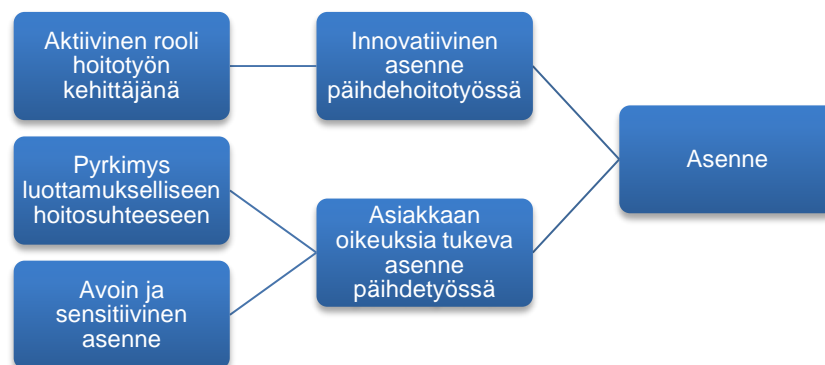 Aktiivinen rooli
hoitotyön
kehittäjänä
Innovatiivinen
asenne
päihdehoitotyössä
Asenne
Pyrkimys
luottamukselliseen
hoitosuhteeseen
Asiakkaan
oikeuksia tukeva
asenne
päihdetyössä
Avoin ja
sensitiivinen
asenne